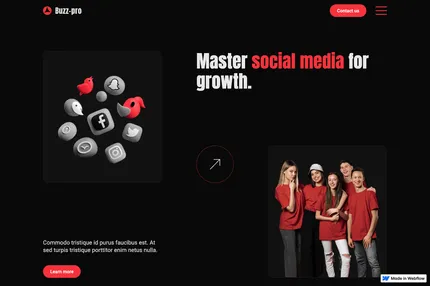 Buzz-pro
Contact us
Master social media for
growth.
Commodo tristique id purus faucibus est. At
sed turpis tristique porttitor enim netus nulla.
Learn more
Made in Webflow